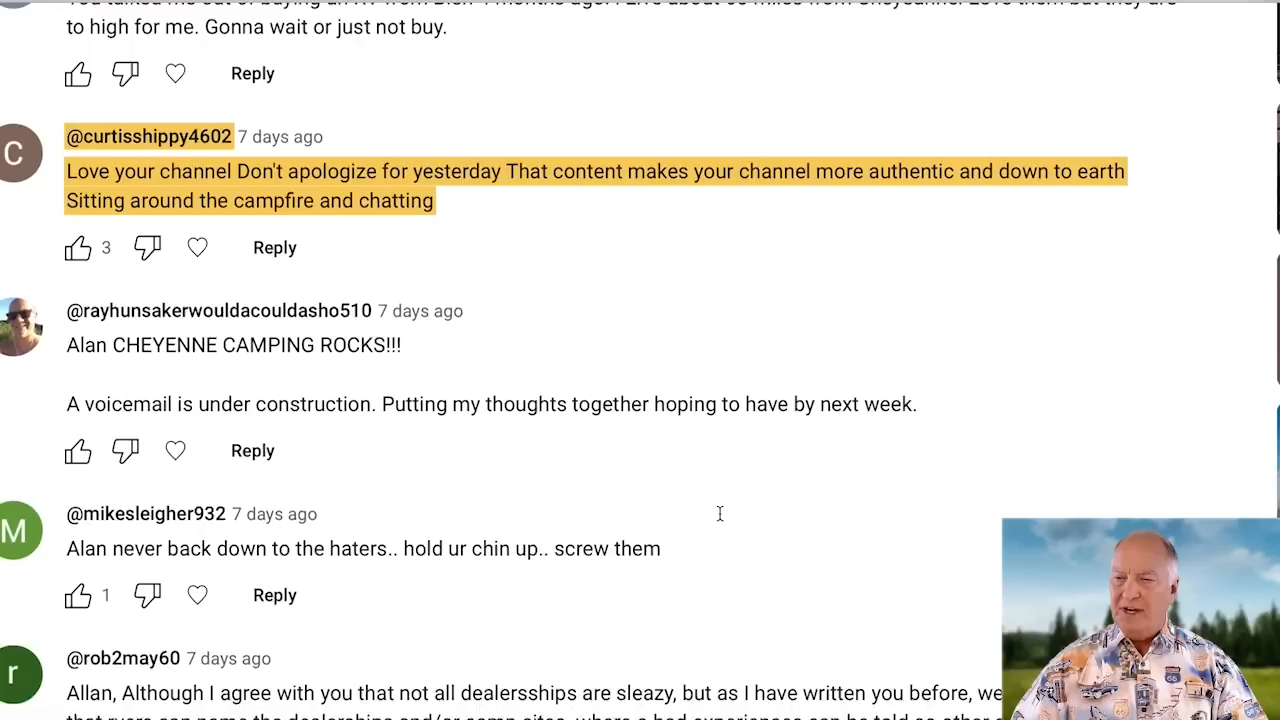 to high for me. Gonna wait or just not buy.
Reply
@curtisshippy4602 7 days ago
C
Love your channel Don't apologize for yesterday That content makes your channel more authentic and down to earth
Sitting around the campfire and chatting
3 Reply
@rayhunsakerwouldacouldasho510 7 days ago
Alan CHEYENNE CAMPING ROCKS!!!
A voicemail is under construction. Putting my thoughts together hoping to have by next week.
Reply
@mikesleigher932 7 days ago
M
Alan never back down to the haters.. hold ur chin up.. screw them
1 Reply
@rob2may60 7 days ago
r
Allan, Although I agree with you that not all dealersships are sleazy, but as I have written you before, we